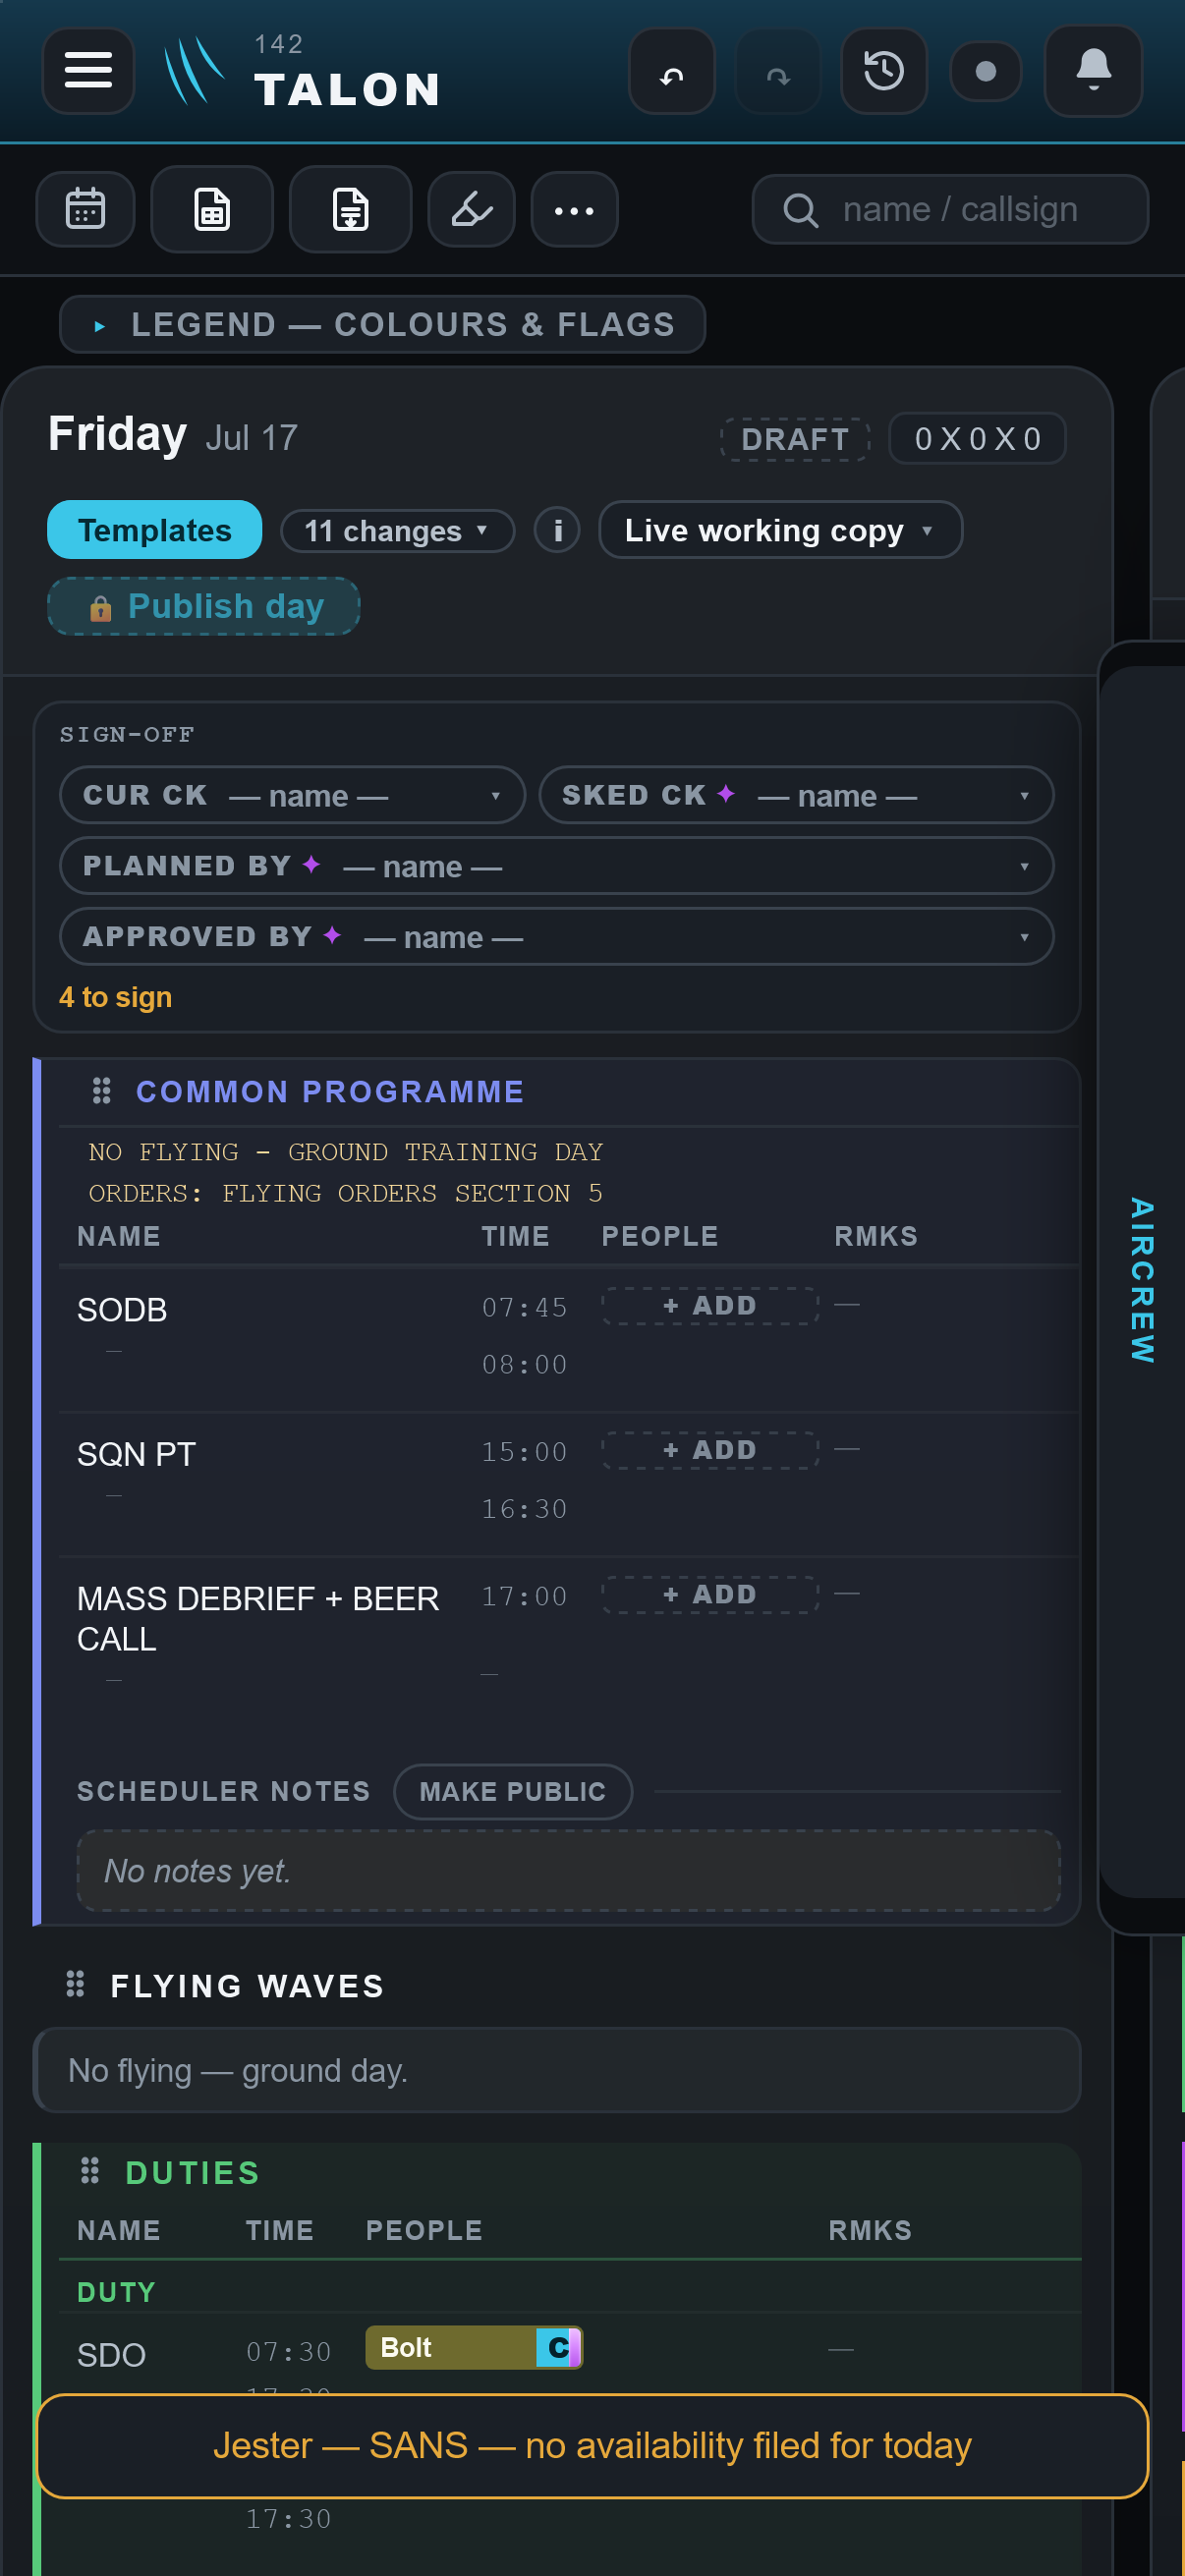 142
TALON
name / callsign
▸ LEGEND — COLOURS & FLAGS
Friday Jul 17 DRAFT 0 X 0 X 0
Templates 11 changes ▾ i Live working copy ▾
Publish day
SIGN-OFF
CUR CK — name — ▾ SKED CK ✦ — name — ▾
PLANNED BY ✦ — name — ▾
APPROVED BY ✦ — name — ▾
4 to sign
COMMON PROGRAMME
NO FLYING - GROUND TRAINING DAY
ORDERS: FLYING ORDERS SECTION 5
NAME TIME PEOPLE RMKS
SODB 07:45 + ADD —
— 08:00
SQN PT 15:00 + ADD —
— 16:30
MASS DEBRIEF + BEER 17:00 + ADD —
CALL
— —
SCHEDULER NOTES MAKE PUBLIC
No notes yet.
AIRCREW
FLYING WAVES
No flying — ground day.
DUTIES
NAME TIME PEOPLE RMKS
DUTY
SDO 07:30 Bolt C —
Jester — SANS — no availability filed for today
17:30